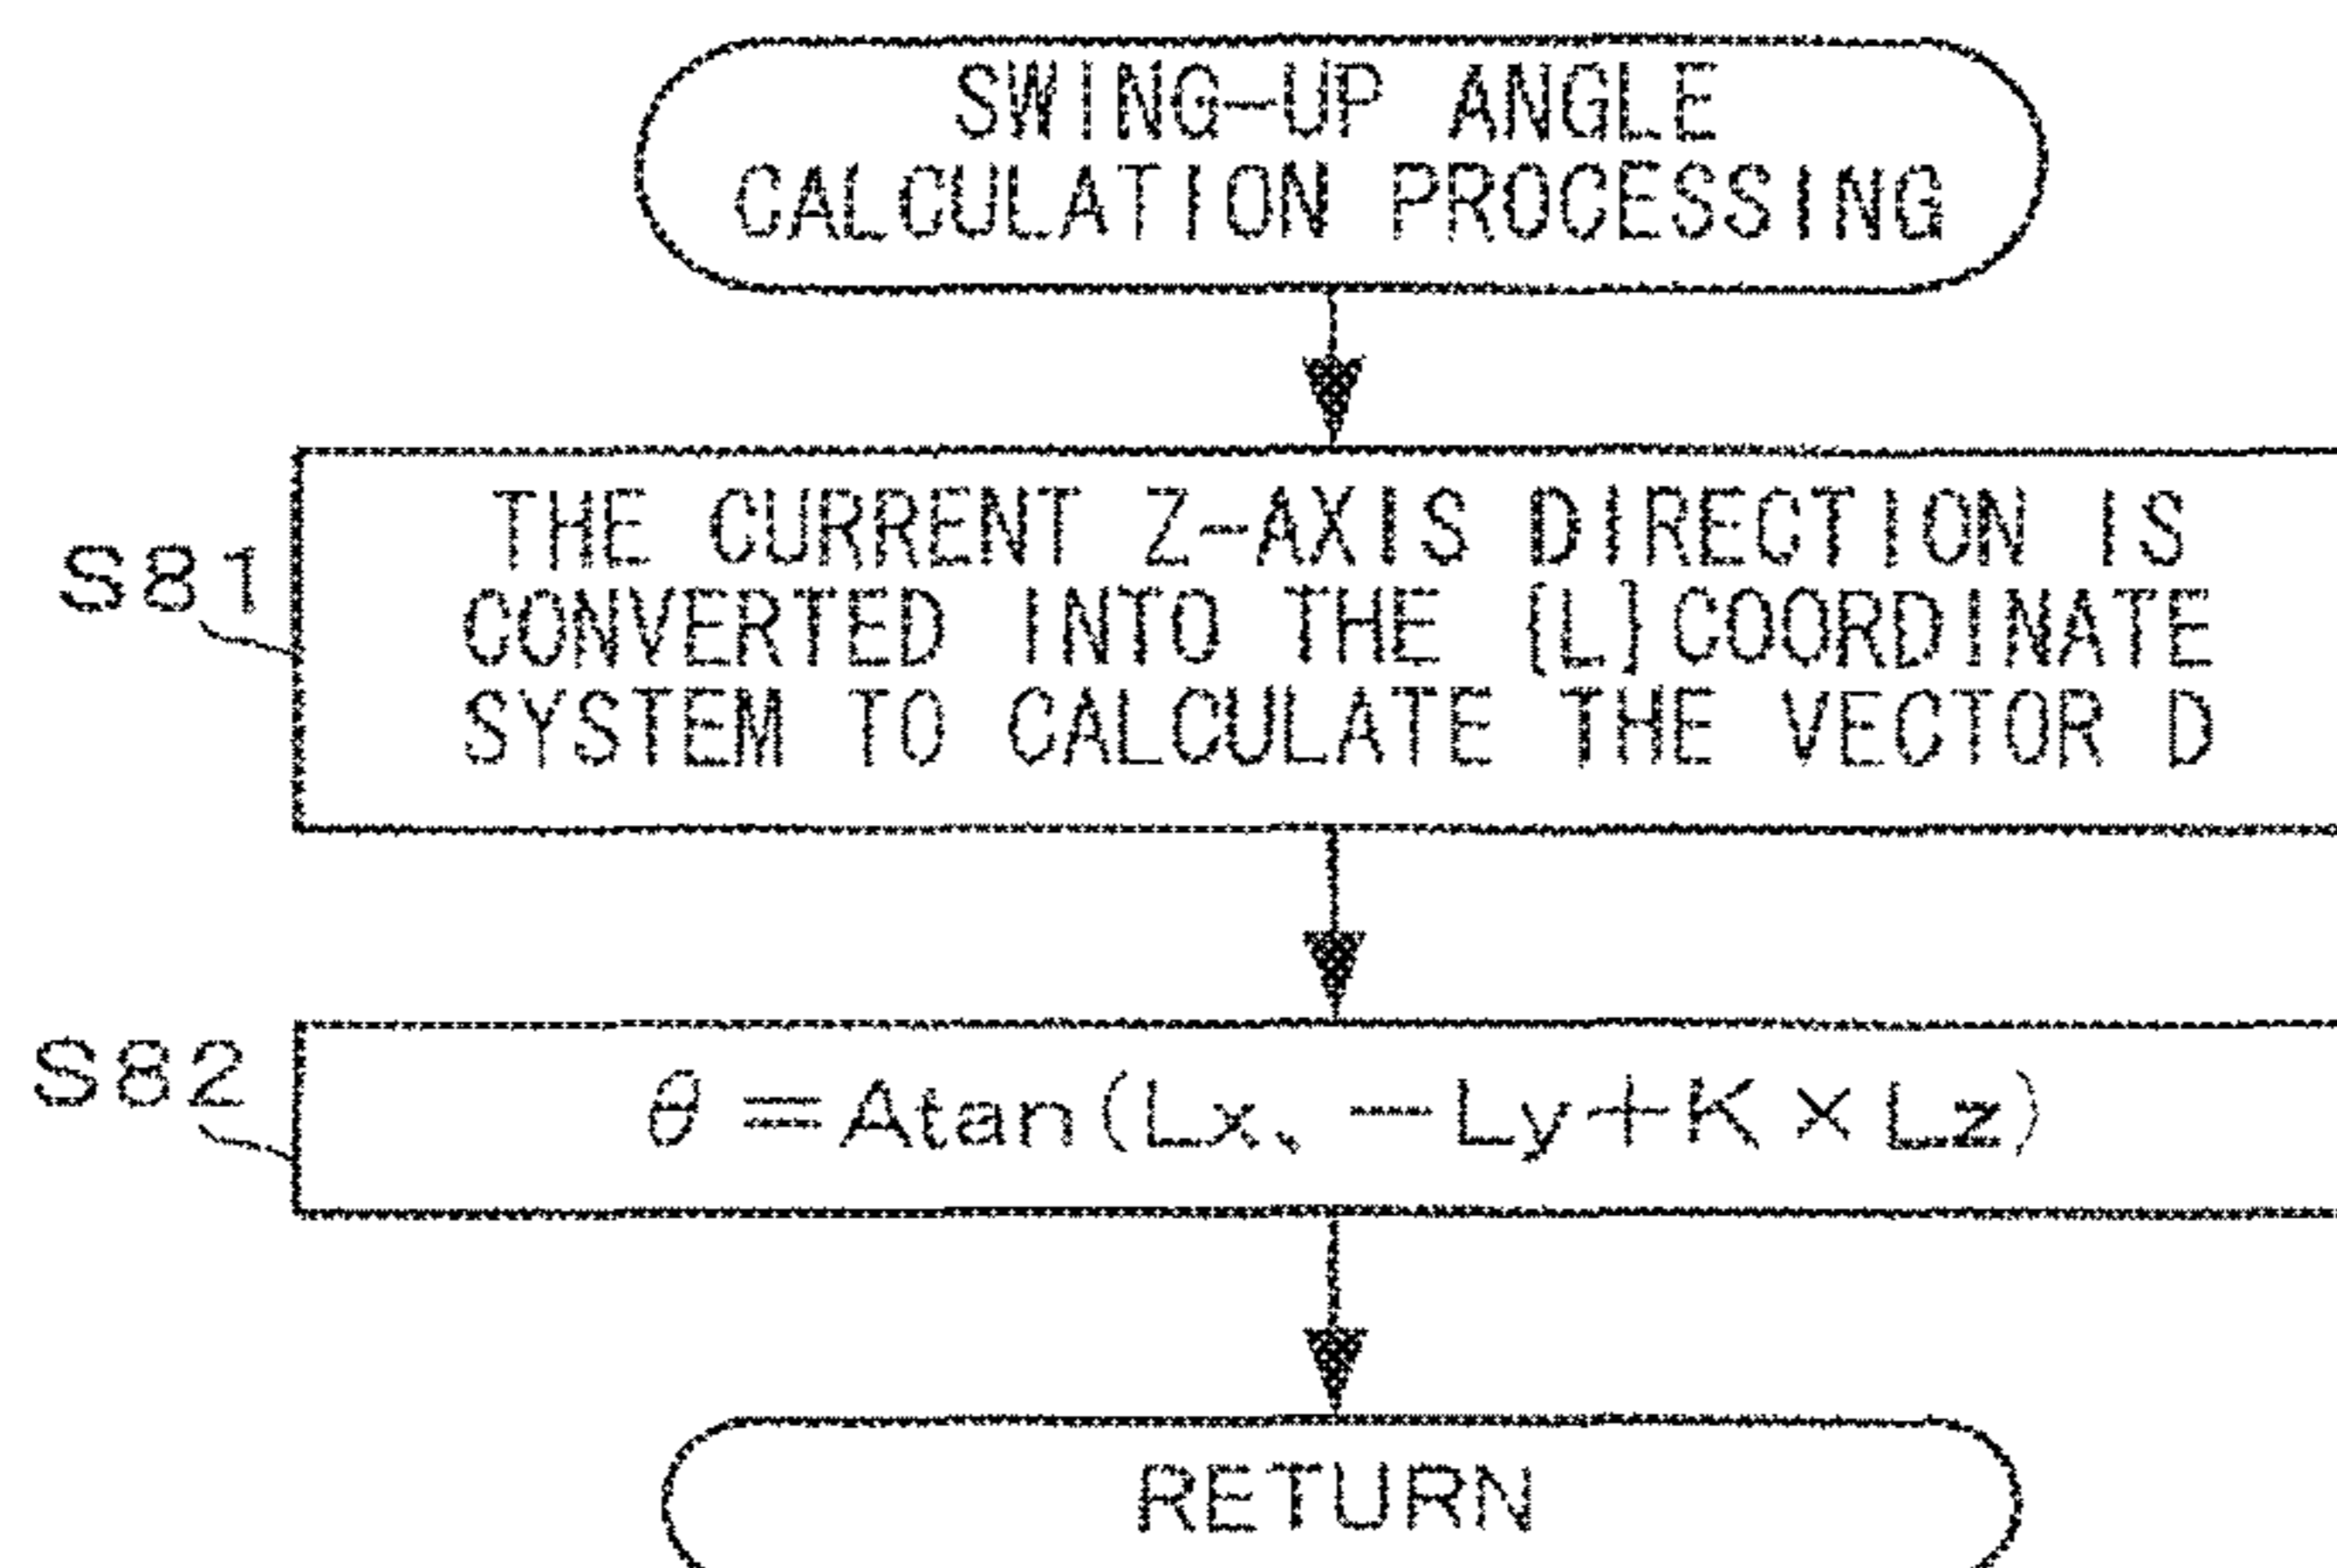 SWING-UP ANGLE
CALCULATION PROCESSING
S81
THE CURRENT Z-AXIS DIRECTION IS
CONVERTED INTO THE {L}COORDINATE
SYSTEM TO CALCULATE THE VECTOR D
S82
θ=Atan(Lx、-Ly+K×Lz)
RETURN